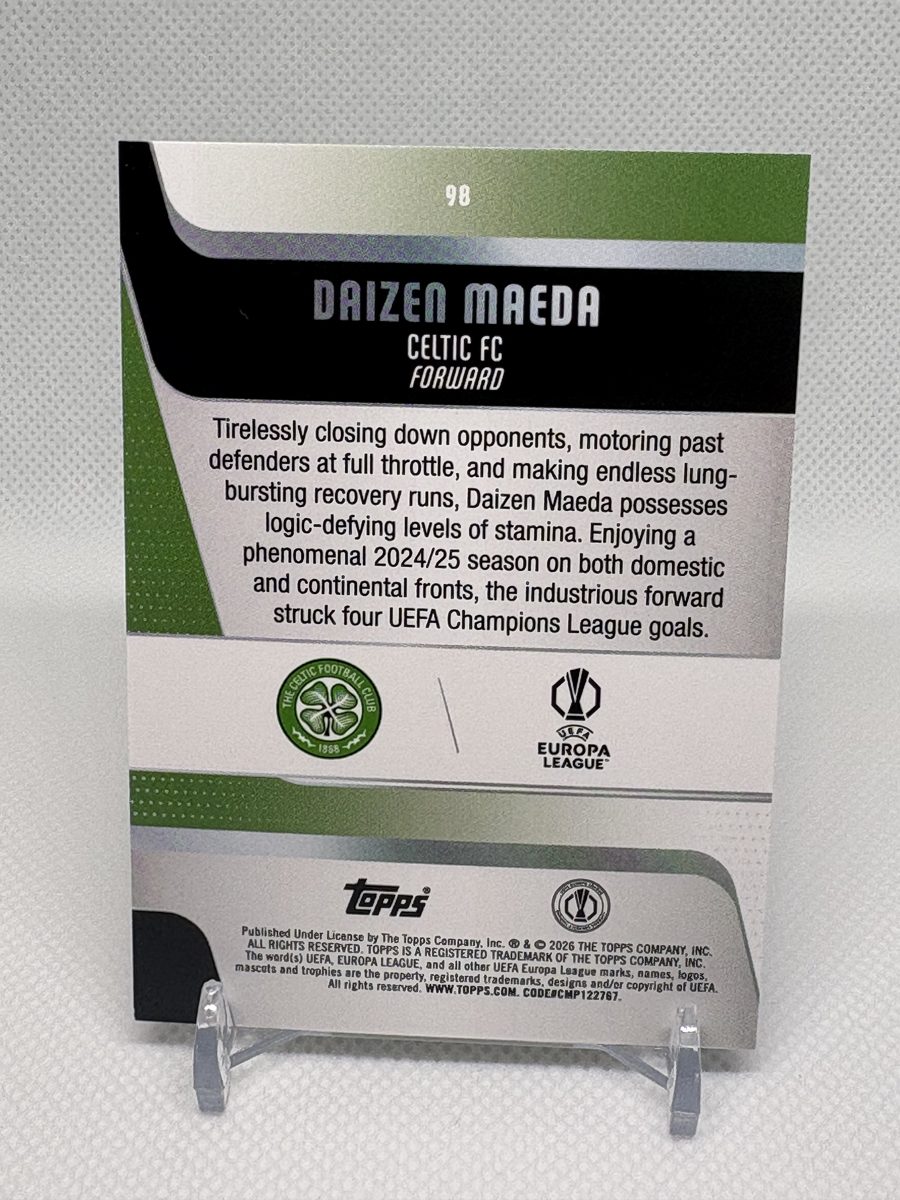 98
DAIZEN MAEDA
CELTIC FC
FORWARD
Tirelessly closing down opponents, motoring past
defenders at full throttle, and making endless lung-
bursting recovery runs, Daizen Maeda possesses
logic-defying levels of stamina. Enjoying a
phenomenal 2024/25 season on both domestic
and continental fronts, the industrious forward
struck four UEFA Champions League goals.
THE CELTIC FOOTBALL CLUB
1888
UEFA
EUROPA
LEAGUE™
Topps®
Published Under License by The Topps Company, Inc. ® & © 2026 THE TOPPS COMPANY, INC.
ALL RIGHTS RESERVED. TOPPS IS A REGISTERED TRADEMARK OF THE TOPPS COMPANY, INC.
The word(s) UEFA, EUROPA LEAGUE, and all other UEFA Europa League marks, names, logos,
mascots and trophies are the property, registered trademarks, designs and/or copyright of UEFA.
All rights reserved. WWW.TOPPS.COM. CODE#CMP122767.